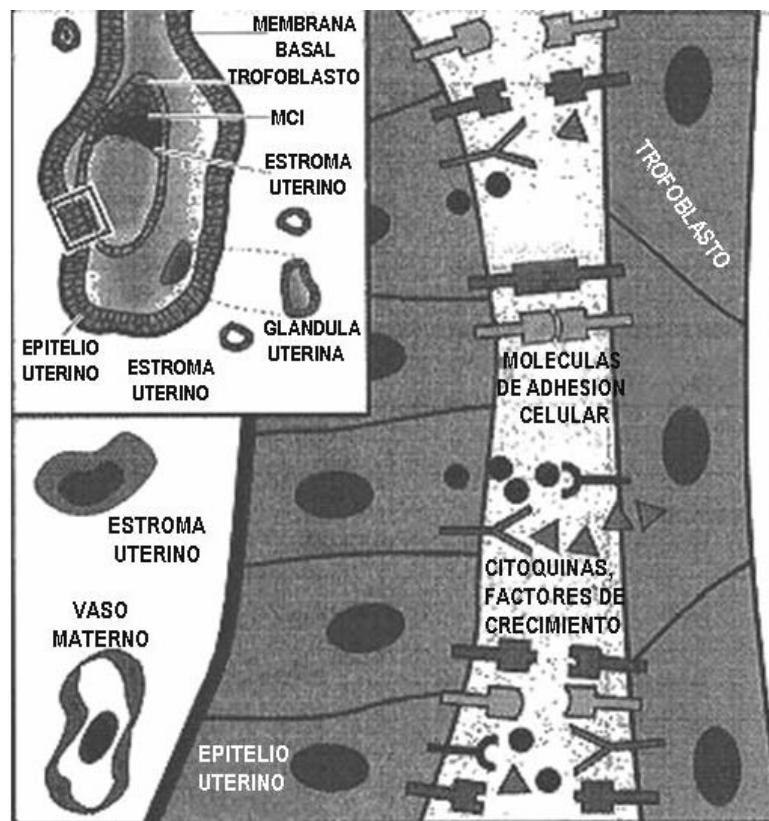 MEMBRANA
BASAL
TROFOBLASTO
MCI
ESTROMA
UTERINO
GLANDULA
UTERINA
EPITELIO
UTERINO
ESTROMA
UTERINO
TROFOBLASTO
MOLECULAS
DE ADHESION
CELULAR
ESTROMA
UTERINO
CITOQUINAS,
FACTORES DE
CRECIMIENTO
VASO
MATERNO
EPITELIO
UTERINO